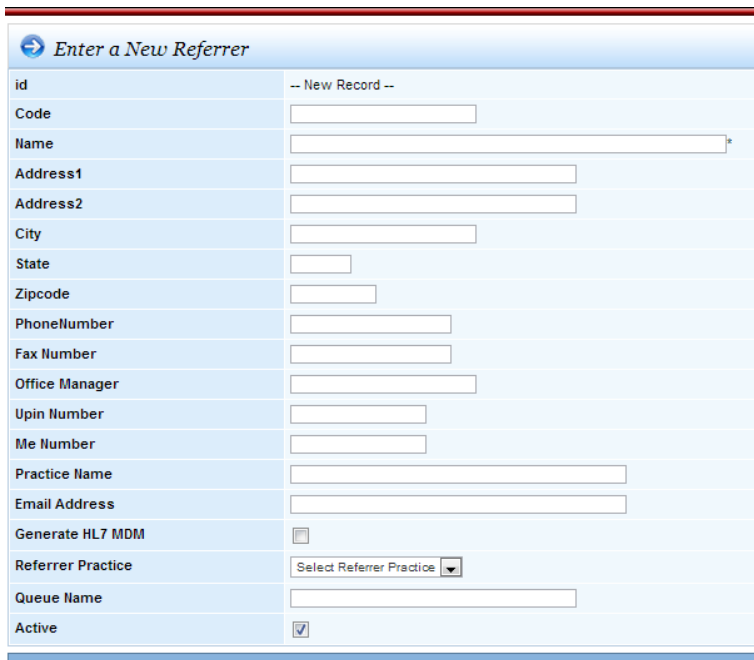 Enter a New Referrer
id -- New Record --
Code
Name *
Address1
Address2
City
State
Zipcode
PhoneNumber
Fax Number
Office Manager
Upin Number
Me Number
Practice Name
Email Address
Generate HL7 MDM
Referrer Practice Select Referrer Practice
Queue Name
Active